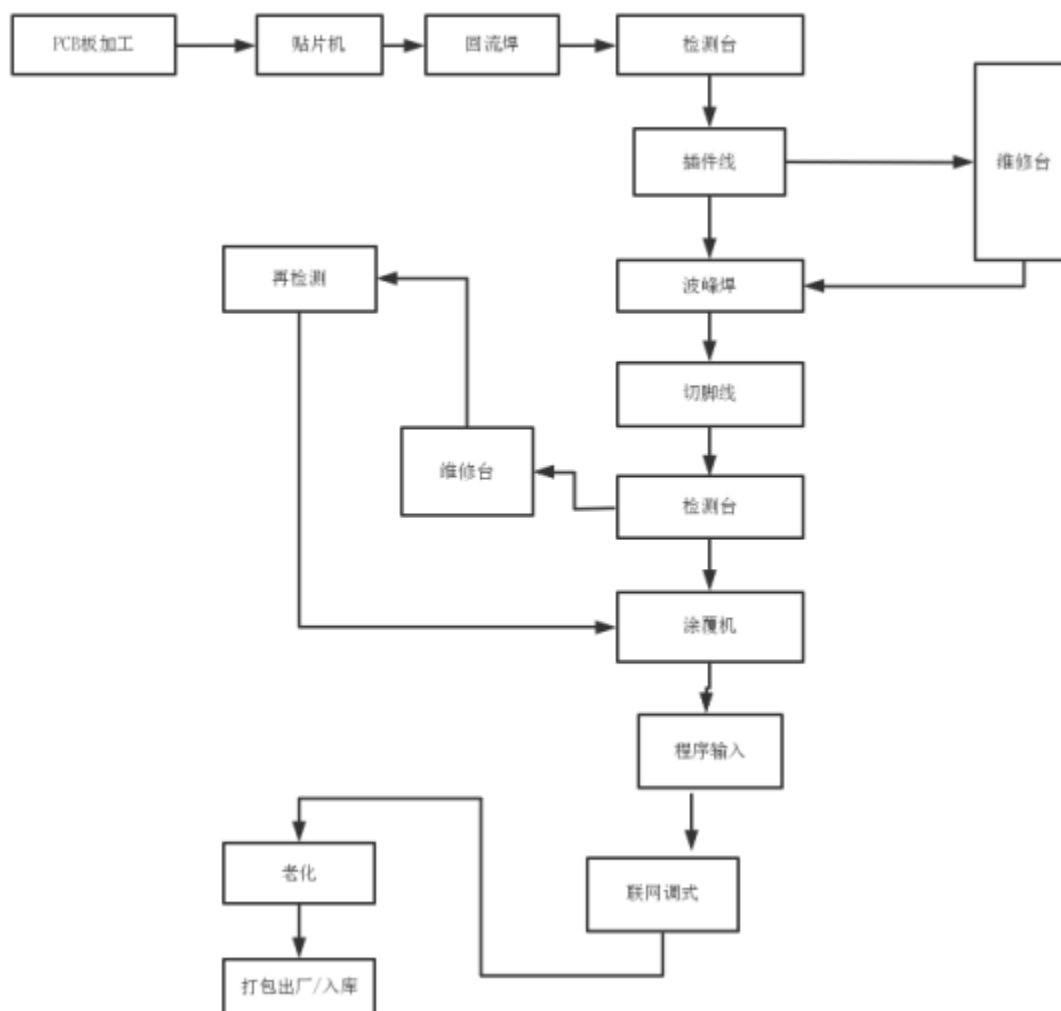 PCB板加工
贴片机
回流焊
检测台
插件线
维修台
再检测
波峰焊
切脚线
维修台
检测台
涂覆机
程序输入
老化
联网调式
打包出厂/入库